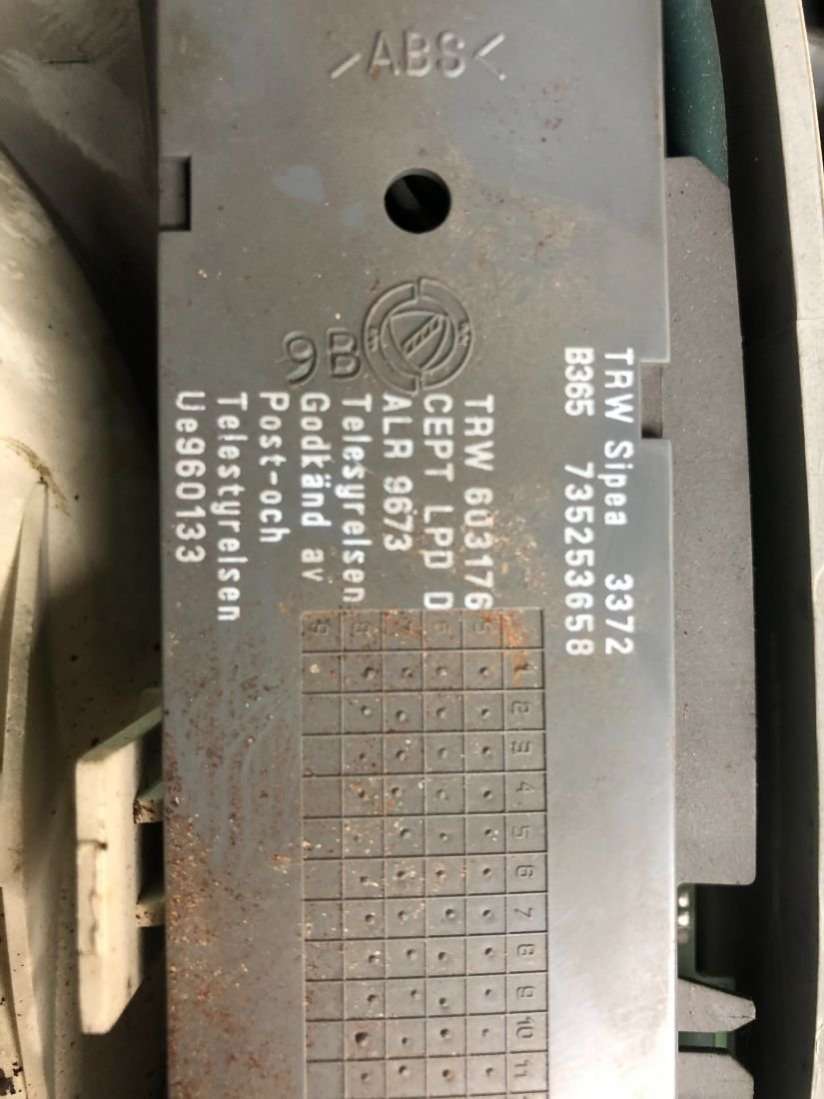 >ABS<
9B
TRW Sipea 3372
B365 735253658
TRW 603176
CEPT LPD D
ALR 9673
Telesyrelsen
Godkänd av
Post-och
Telestyrelsen
Ue960133
1
2
3
4
5
6
7
8
9
10
11